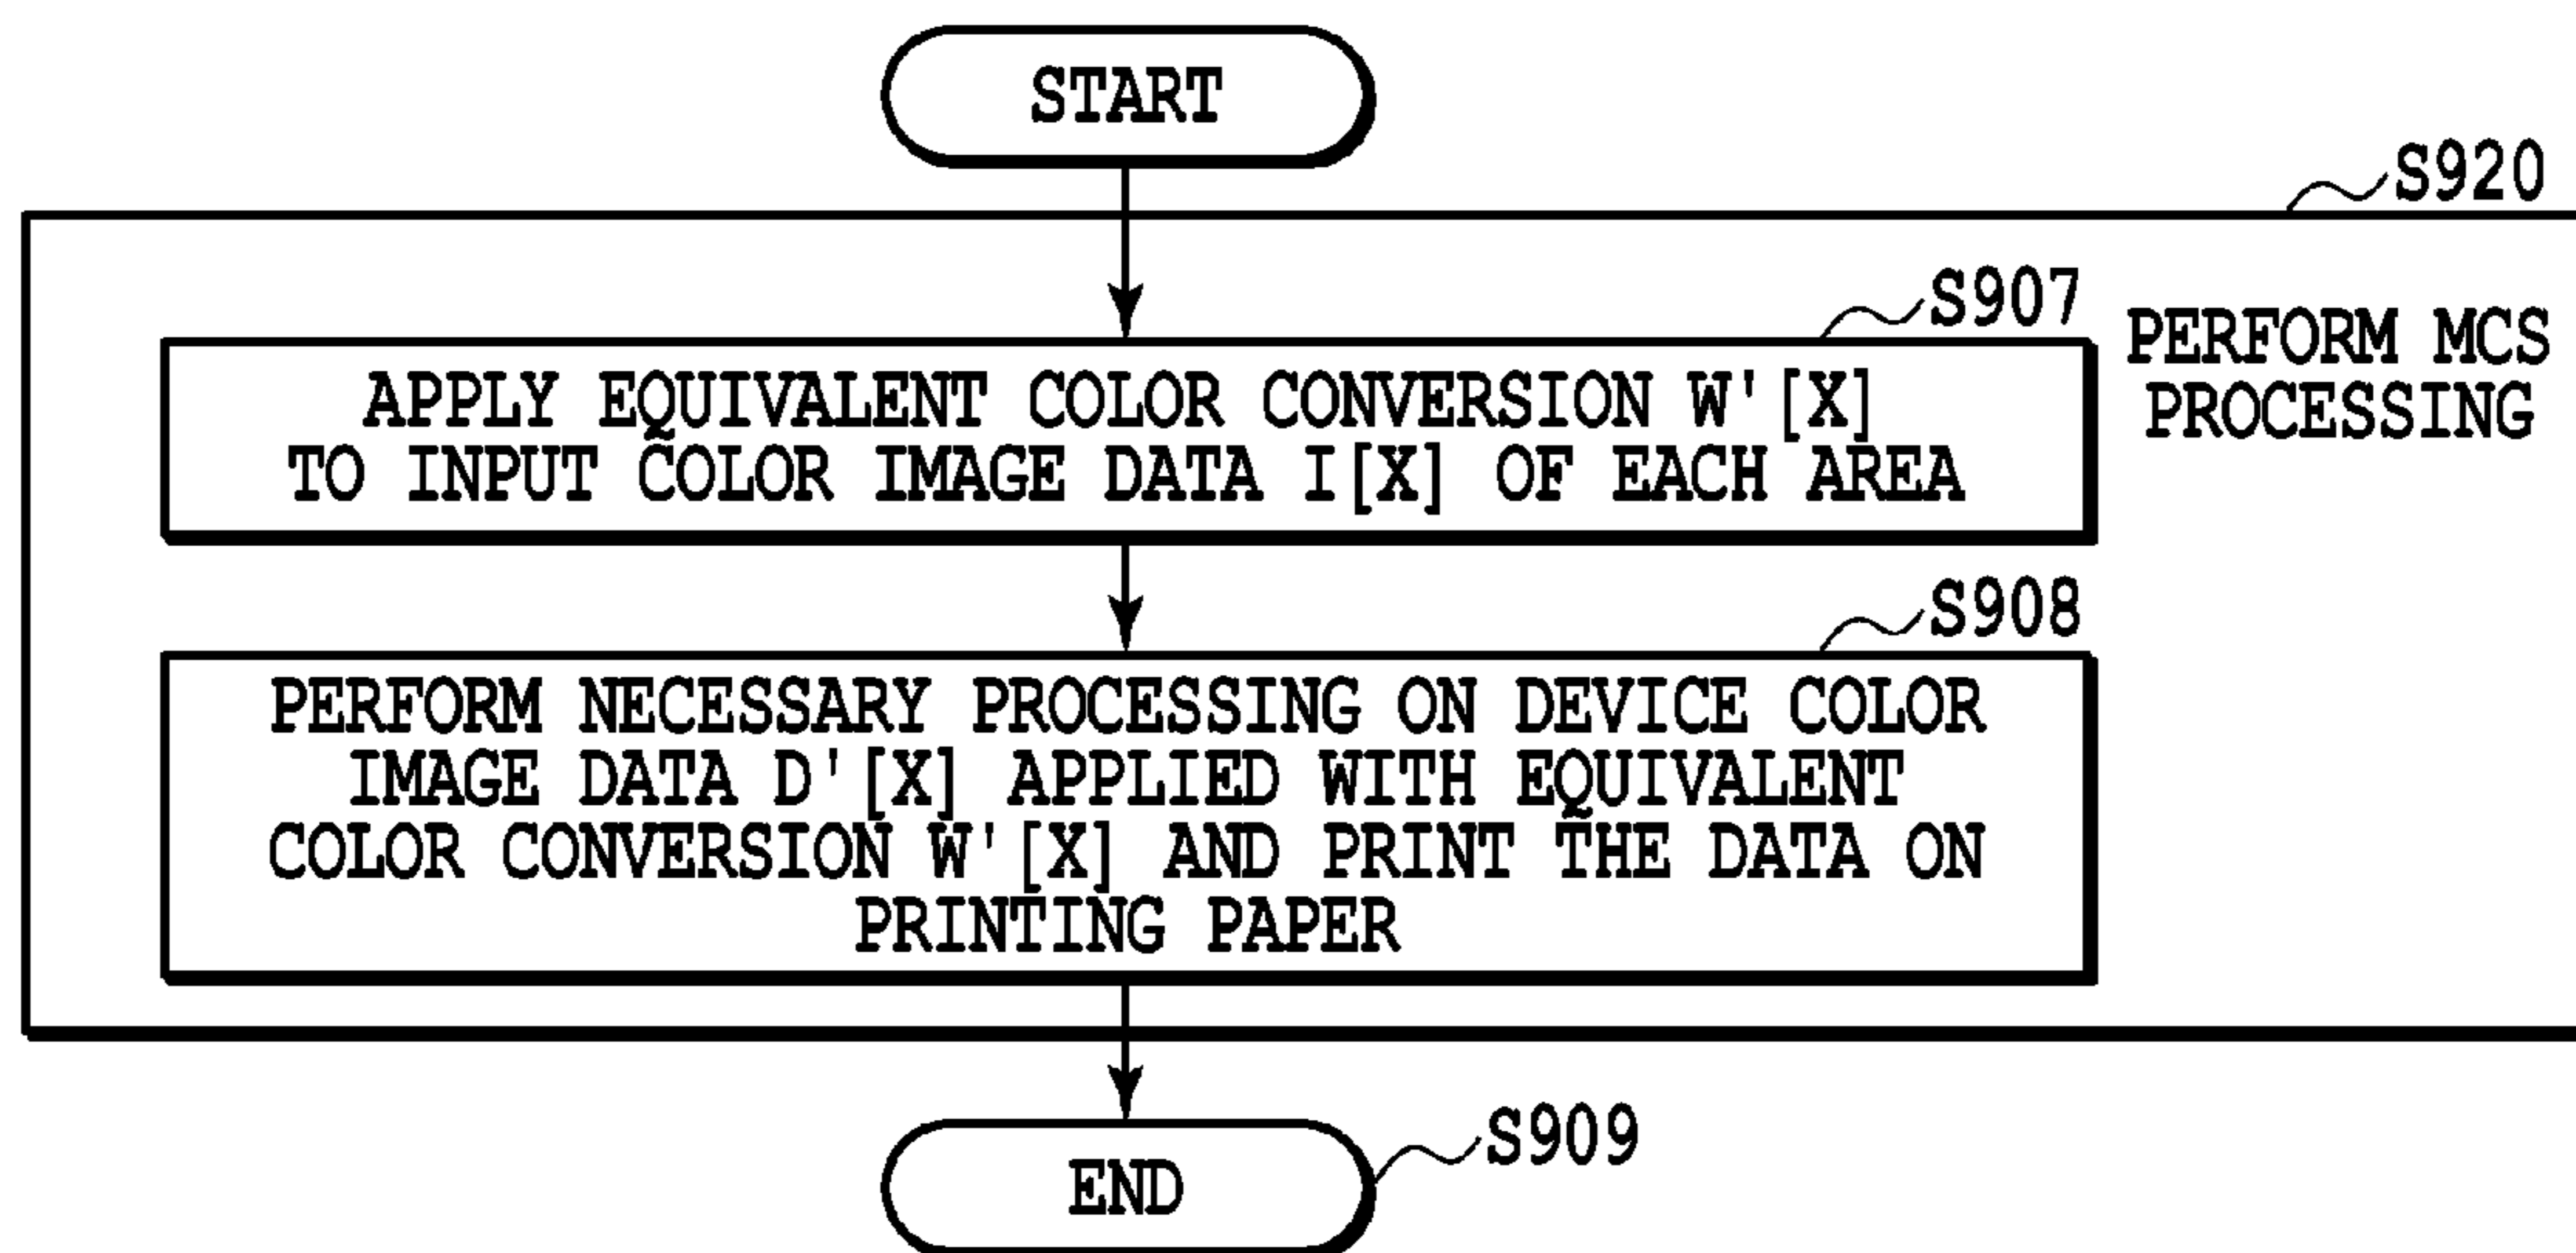 START
S920
S907
PERFORM MCS
PROCESSING
APPLY EQUIVALENT COLOR CONVERSION W'[X]
TO INPUT COLOR IMAGE DATA I[X] OF EACH AREA
S908
PERFORM NECESSARY PROCESSING ON DEVICE COLOR
IMAGE DATA D'[X] APPLIED WITH EQUIVALENT
COLOR CONVERSION W'[X] AND PRINT THE DATA ON
PRINTING PAPER
S909
END